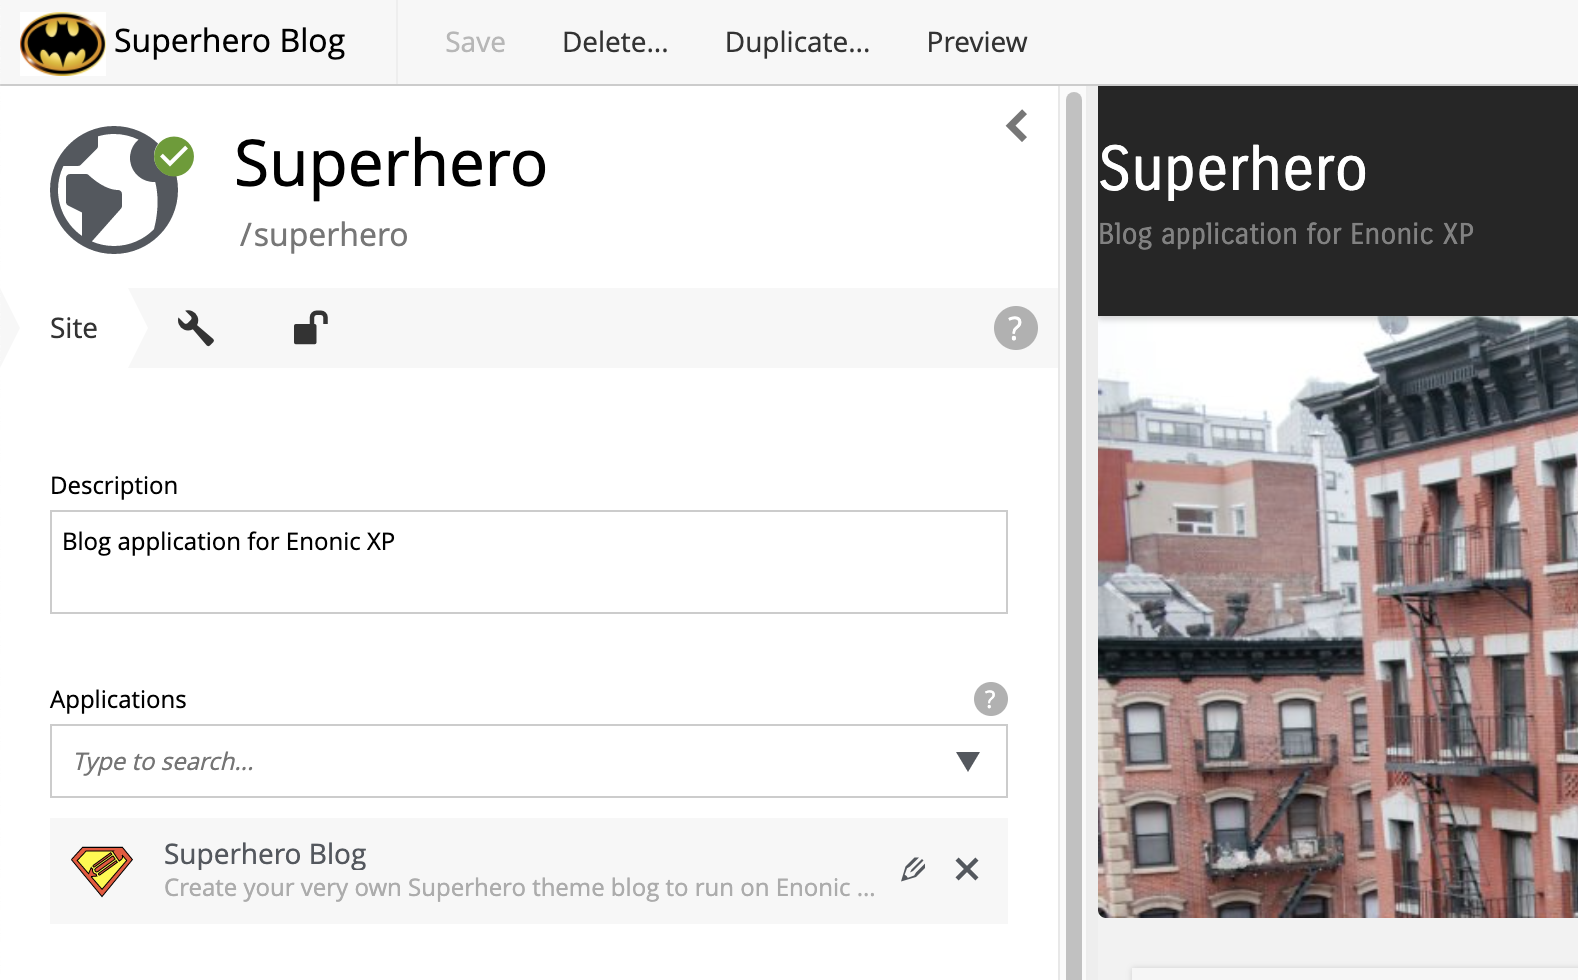 Superhero Blog
Save Delete... Duplicate... Preview
Superhero
/superhero
Site
?
Description
Blog application for Enonic XP
Applications
?
Type to search...
Superhero Blog
Create your very own Superhero theme blog to run on Enonic ...
Superhero
Blog application for Enonic XP